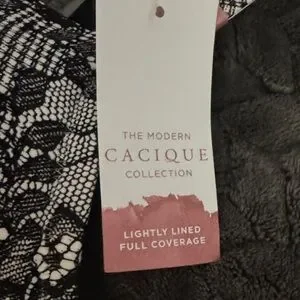 THE MODERN
CACIQUE
COLLECTION
LIGHTLY LINED
FULL COVERAGE